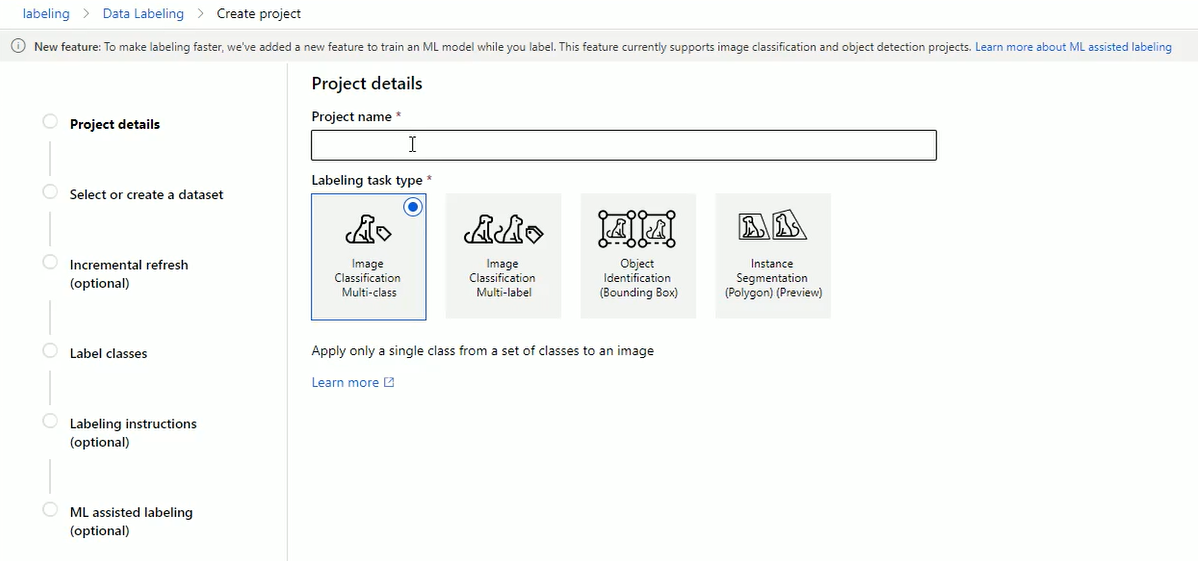 labeling > Data Labeling > Create project
New feature: To make labeling faster, we've added a new feature to train an ML model while you label. This feature currently supports image classification and object detection projects. Learn more about ML assisted labeling
Project details
Select or create a dataset
Incremental refresh
(optional)
Label classes
Labeling instructions
(optional)
ML assisted labeling
(optional)
Project details
Project name *
Labeling task type *
Image
Classification
Multi-class
Image
Classification
Multi-label
Object
Identification
(Bounding Box)
Instance
Segmentation
(Polygon) (Preview)
Apply only a single class from a set of classes to an image
Learn more